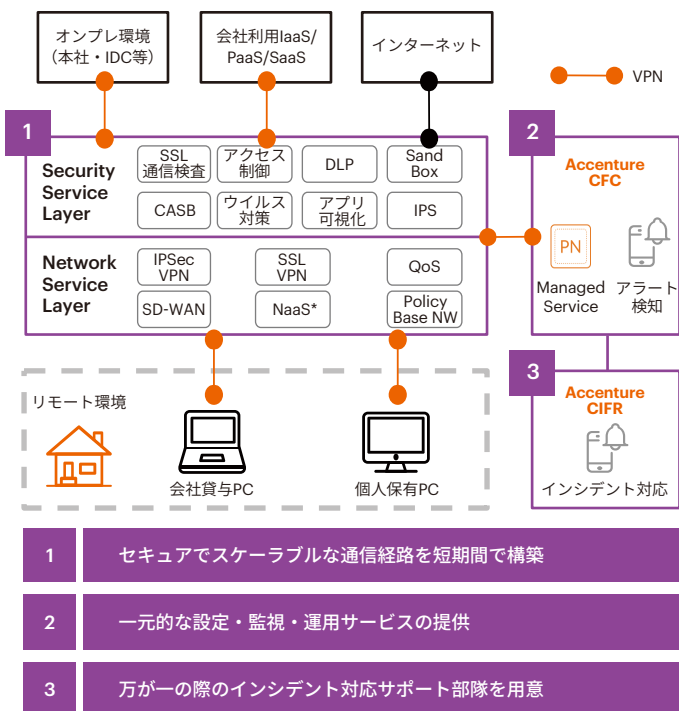 オンプレ環境
（本社・IDC等）
会社利用IaaS/
PaaS/SaaS
インターネット
VPN
1
Security
Service
Layer
SSL
通信検査
アクセス
制御
DLP
Sand
Box
CASB
ウイルス
対策
アプリ
可視化
IPS
Network
Service
Layer
IPSec
VPN
SSL
VPN
QoS
SD-WAN
NaaS*
Policy
Base NW
2
Accenture
CFC
PN
Managed
Service
アラート
検知
3
Accenture
CIFR
インシデント対応
リモート環境
会社貸与PC
個人保有PC
1 セキュアでスケーラブルな通信経路を短期間で構築
2 一元的な設定・監視・運用サービスの提供
3 万が一の際のインシデント対応サポート部隊を用意